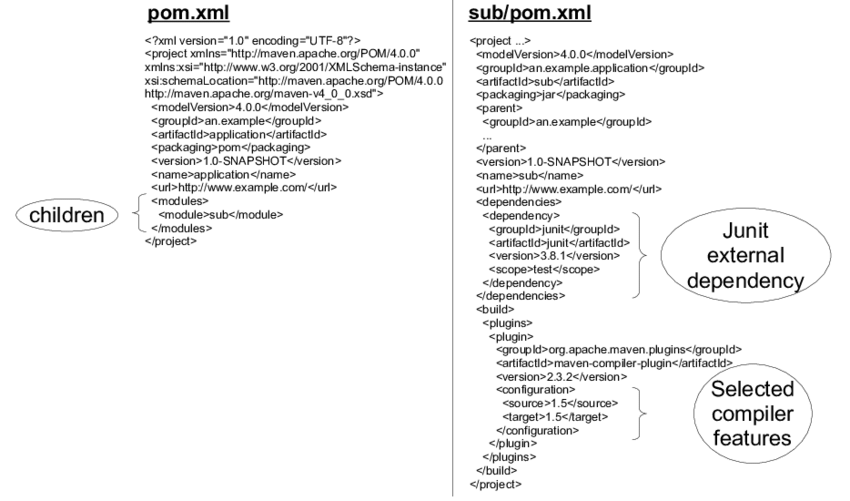 pom.xml
<?xml version="1.0" encoding="UTF-8"?>
<project xmlns="http://maven.apache.org/POM/4.0.0"
xmlns:xsi="http://www.w3.org/2001/XMLSchema-instance"
xsi:schemaLocation="http://maven.apache.org/POM/4.0.0
http://maven.apache.org/maven-v4_0_0.xsd">
<modelVersion>4.0.0</modelVersion>
<groupId>an.example</groupId>
<artifactId>application</artifactId>
<packaging>pom</packaging>
<version>1.0-SNAPSHOT</version>
<name>application</name>
<url>http://www.example.com/</url>
<modules>
<module>sub</module>
</modules>
</project>
children
sub/pom.xml
<project ...>
<modelVersion>4.0.0</modelVersion>
<groupId>an.example.application</groupId>
<artifactId>sub</artifactId>
<packaging>jar</packaging>
<parent>
<groupId>an.example</groupId>
...
</parent>
<version>1.0-SNAPSHOT</version>
<name>sub</name>
<url>http://www.example.com/</url>
<dependencies>
<dependency>
<groupId>junit</groupId>
<artifactId>junit</artifactId>
<version>3.8.1</version>
<scope>test</scope>
</dependency>
</dependencies>
<build>
<plugins>
<plugin>
<groupId>org.apache.maven.plugins</groupId>
<artifactId>maven-compiler-plugin</artifactId>
<version>2.3.2</version>
<configuration>
<source>1.5</source>
<target>1.5</target>
</configuration>
</plugin>
</plugins>
</build>
</project>
Junit
external
dependency
Selected
compiler
features